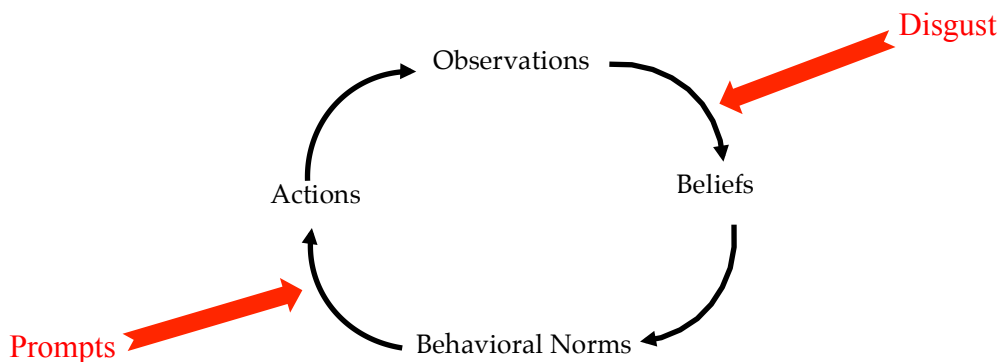 Disgust
Observations
Actions
Beliefs
Prompts
Behavioral Norms